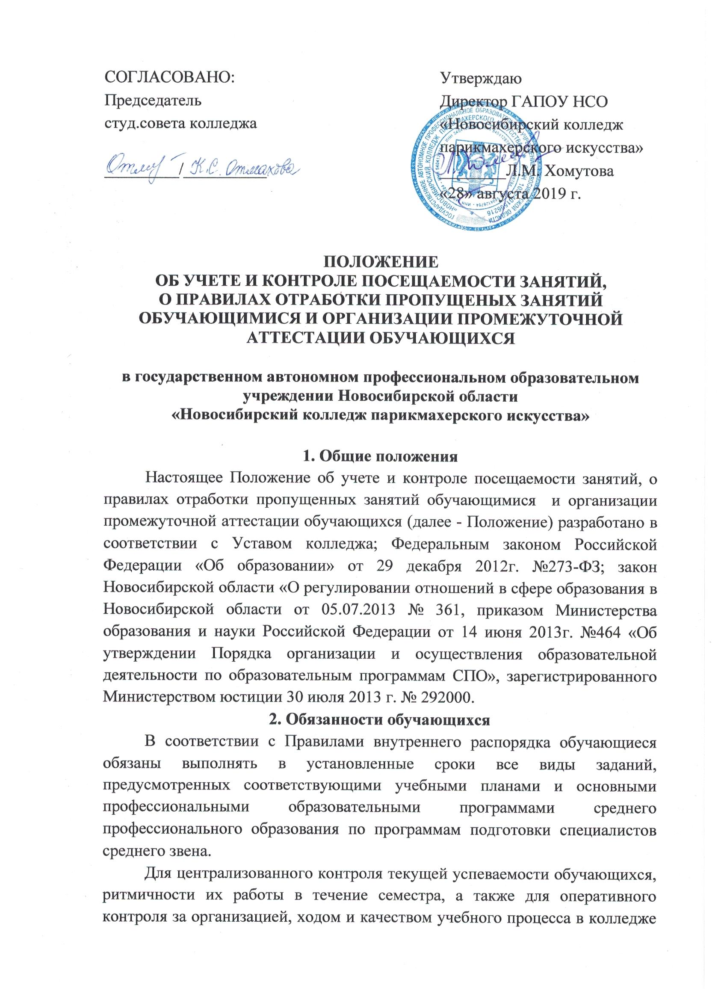 СОГЛАСОВАНО:
Председатель
студ.совета колледжа
/ К.С. Отмахова
Утверждаю
Директор ГАПОУ НСО
«Новосибирский колледж
парикмахерского искусства»
Л.М. Хомутова
«28» августа 2019 г.
ПОЛОЖЕНИЕ
ОБ УЧЕТЕ И КОНТРОЛЕ ПОСЕЩАЕМОСТИ ЗАНЯТИЙ,
О ПРАВИЛАХ ОТРАБОТКИ ПРОПУЩЕНЫХ ЗАНЯТИЙ
ОБУЧАЮЩИМИСЯ И ОРГАНИЗАЦИИ ПРОМЕЖУТОЧНОЙ
АТТЕСТАЦИИ ОБУЧАЮЩИХСЯ
в государственном автономном профессиональном образовательном
учреждении Новосибирской области
«Новосибирский колледж парикмахерского искусства»
1. Общие положения
Настоящее Положение об учете и контроле посещаемости занятий, о
правилах отработки пропущенных занятий обучающимися и организации
промежуточной аттестации обучающихся (далее - Положение) разработано в
соответствии с Уставом колледжа; Федеральным законом Российской
Федерации «Об образовании» от 29 декабря 2012г. №273-ФЗ; закон
Новосибирской области «О регулировании отношений в сфере образования в
Новосибирской области от 05.07.2013 № 361, приказом Министерства
образования и науки Российской Федерации от 14 июня 2013г. №464 «Об
утверждении Порядка организации и осуществления образовательной
деятельности по образовательным программам СПО», зарегистрированного
Министерством юстиции 30 июля 2013 г. № 292000.
2. Обязанности обучающихся
В соответствии с Правилами внутреннего распорядка обучающиеся
обязаны выполнять в установленные сроки все виды заданий,
предусмотренных соответствующими учебными планами и основными
профессиональными образовательными программами среднего
профессионального образования по программам подготовки специалистов
среднего звена.
Для централизованного контроля текущей успеваемости обучающихся,
ритмичности их работы в течение семестра, а также для оперативного
контроля за организацией, ходом и качеством учебного процесса в колледже